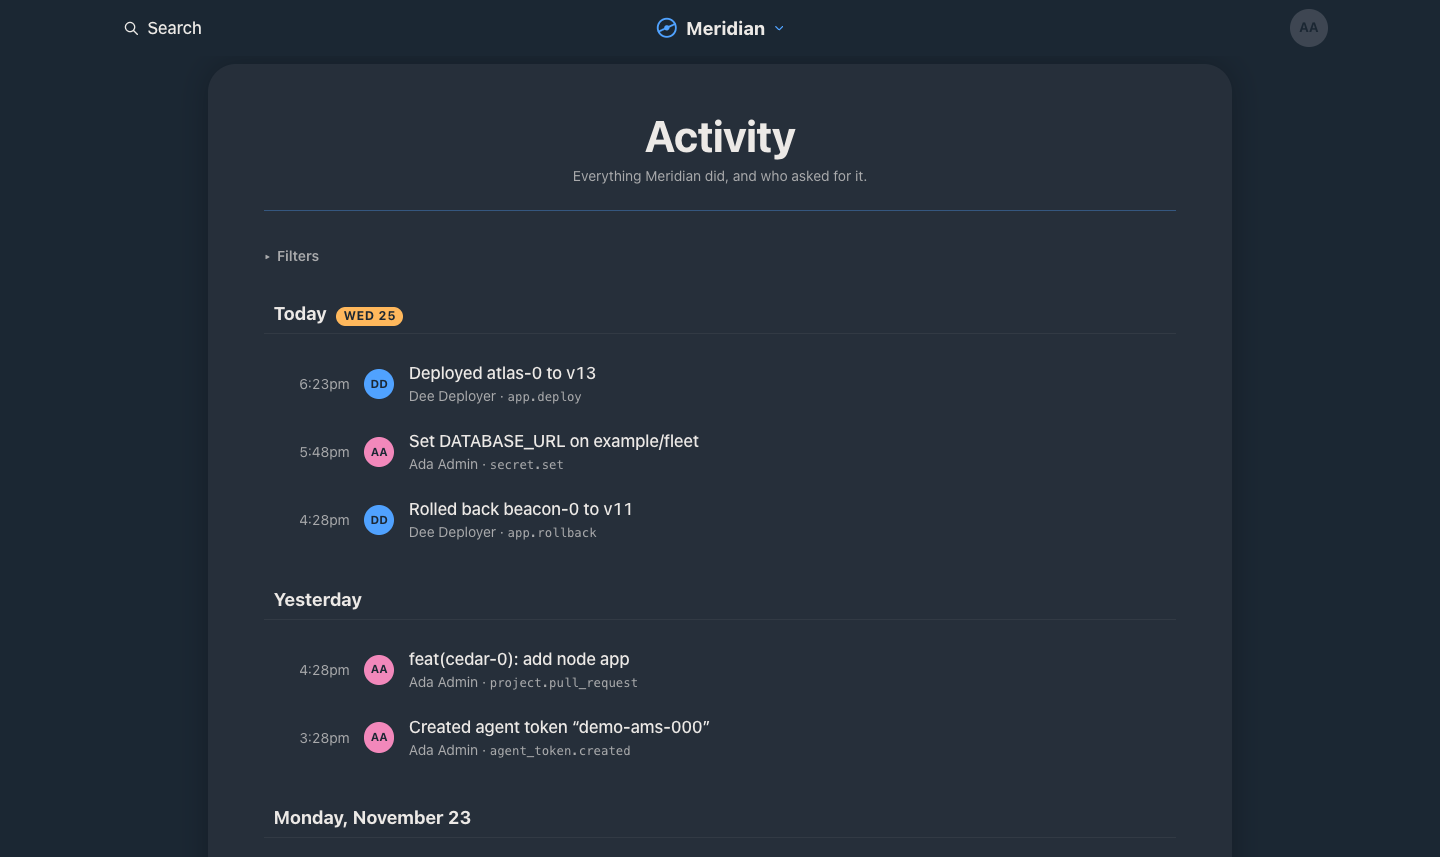 Search
Meridian
AA
Activity
Everything Meridian did, and who asked for it.
Filters
Today WED 25
6:23pm DD Deployed atlas-0 to v13
Dee Deployer · app.deploy
5:48pm AA Set DATABASE_URL on example/fleet
Ada Admin · secret.set
4:28pm DD Rolled back beacon-0 to v11
Dee Deployer · app.rollback
Yesterday
4:28pm AA feat(cedar-0): add node app
Ada Admin · project.pull_request
3:28pm AA Created agent token “demo-ams-000”
Ada Admin · agent_token.created
Monday, November 23